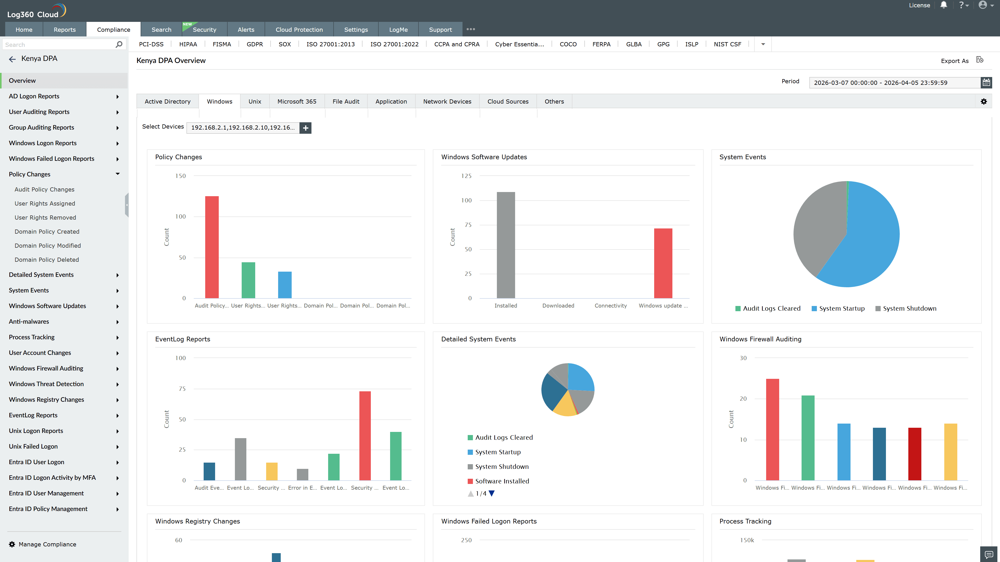 Log360 Cloud
License
?
Home
Reports
Compliance
Search
NEW
Security
Alerts
Cloud Protection
Settings
LogMe
Support
Search
PCI-DSS
HIPAA
FISMA
GDPR
SOX
ISO 27001:2013
ISO 27001:2022
CCPA and CPRA
Cyber Essentia...
COCO
FERPA
GLBA
GPG
ISLP
NIST CSF
Kenya DPA
Overview
AD Logon Reports
User Auditing Reports
Group Auditing Reports
Windows Logon Reports
Windows Failed Logon Reports
Policy Changes
Audit Policy Changes
User Rights Assigned
User Rights Removed
Domain Policy Created
Domain Policy Modified
Domain Policy Deleted
Detailed System Events
System Events
Windows Software Updates
Anti-malwares
Process Tracking
User Account Changes
Windows Firewall Auditing
Windows Threat Detection
Windows Registry Changes
EventLog Reports
Unix Logon Reports
Unix Failed Logon
Entra ID User Logon
Entra ID Logon Activity by MFA
Entra ID User Management
Entra ID Policy Management
Manage Compliance
Kenya DPA Overview
Export As
Period
2026-03-07 00:00:00 - 2026-04-05 23:59:59
Active Directory
Windows
Unix
Microsoft 365
File Audit
Application
Network Devices
Cloud Sources
Others
Select Devices
192.168.2.1,192.168.2.10,192.16...
Policy Changes
150
100
50
0
Count
Audit Policy...
User Rights...
User Rights...
Domain Pol...
Domain Pol...
Domain Pol...
Windows Software Updates
125
100
75
50
25
0
Count
Installed
Downloaded
Connectivity
Windows update ...
System Events
Audit Logs Cleared
System Startup
System Shutdown
EventLog Reports
100
75
50
25
0
Count
Audit Eve...
Event Lo...
Security ...
Error in E...
Event Lo...
Security ...
Event Lo...
Detailed System Events
Audit Logs Cleared
System Startup
System Shutdown
Software Installed
1/4
Windows Firewall Auditing
30
20
10
0
Count
Windows Fi...
Windows Fi...
Windows Fi...
Windows Fi...
Windows Fi...
Windows Fi...
Windows Registry Changes
60
Windows Failed Logon Reports
250
Process Tracking
150k